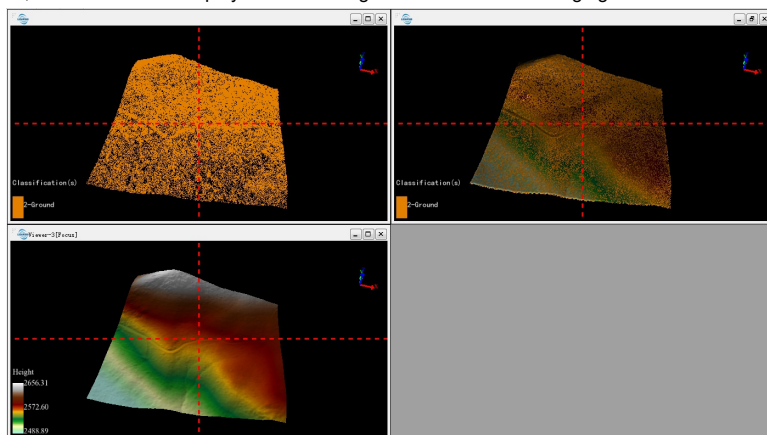 Classification(s)
2-Ground
Classification(s)
2-Ground
Viewer-3[Focus]
Height
2656.31
2572.60
2488.89